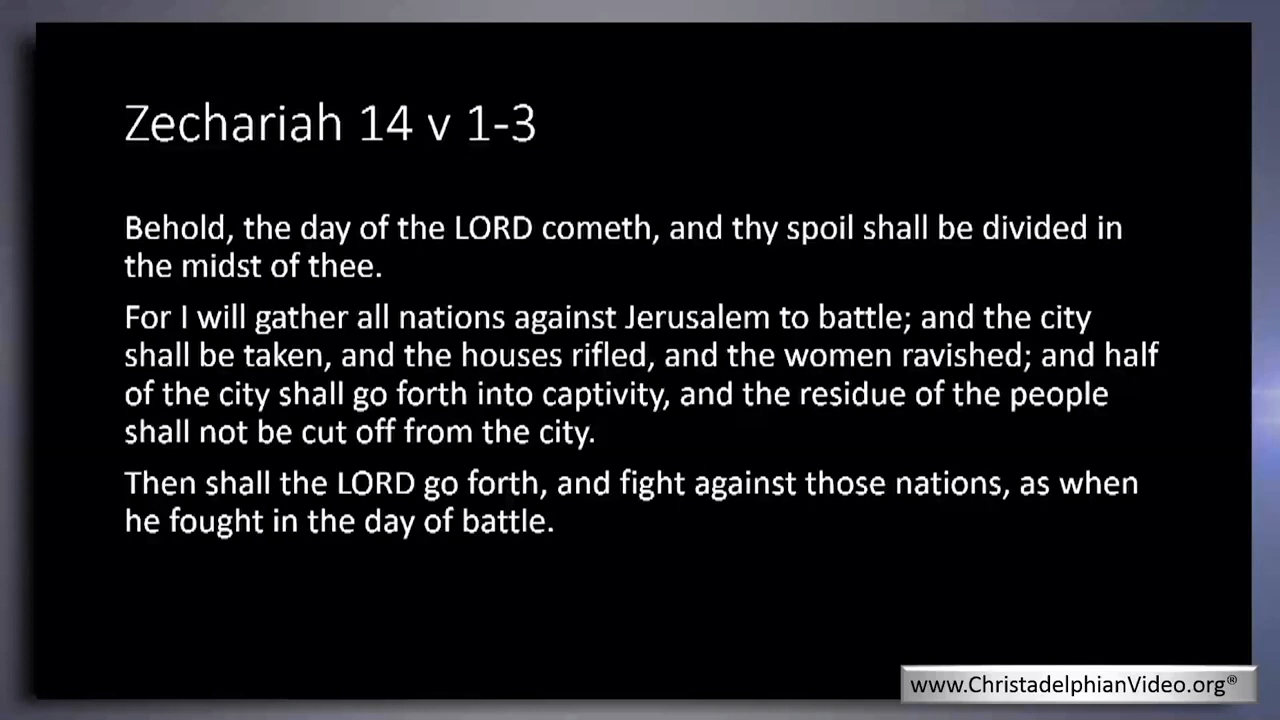 Zechariah 14 v 1-3
Behold, the day of the LORD cometh, and thy spoil shall be divided in
the midst of thee.
For I will gather all nations against Jerusalem to battle; and the city
shall be taken, and the houses rifled, and the women ravished; and half
of the city shall go forth into captivity, and the residue of the people
shall not be cut off from the city.
Then shall the LORD go forth, and fight against those nations, as when
he fought in the day of battle.
www.ChristadelphianVideo.org®